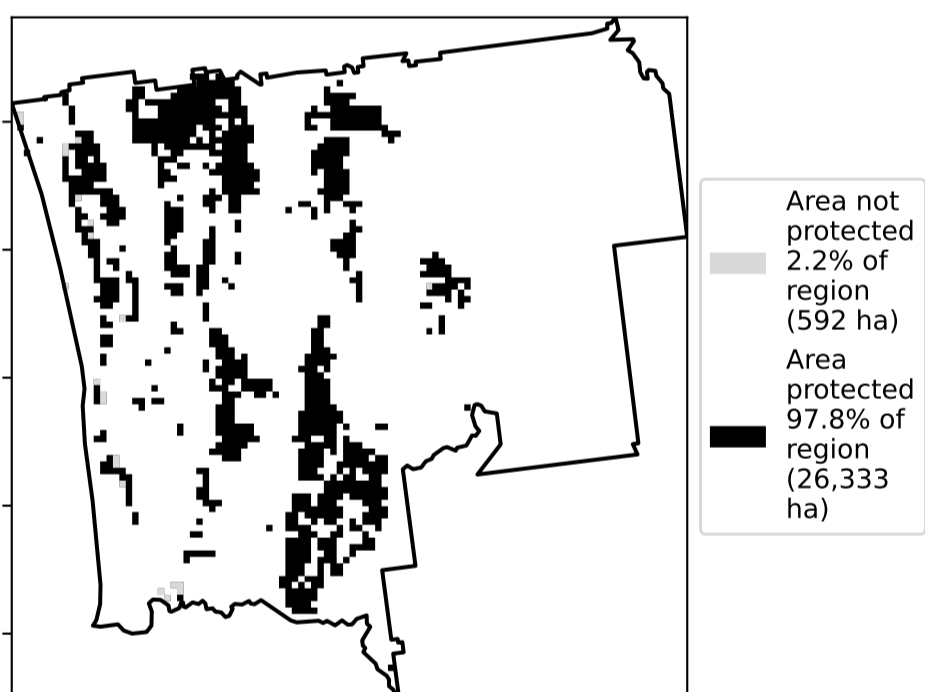 Area not
protected
2.2% of
region
(592 ha)
Area
protected
97.8% of
region
(26,333
ha)